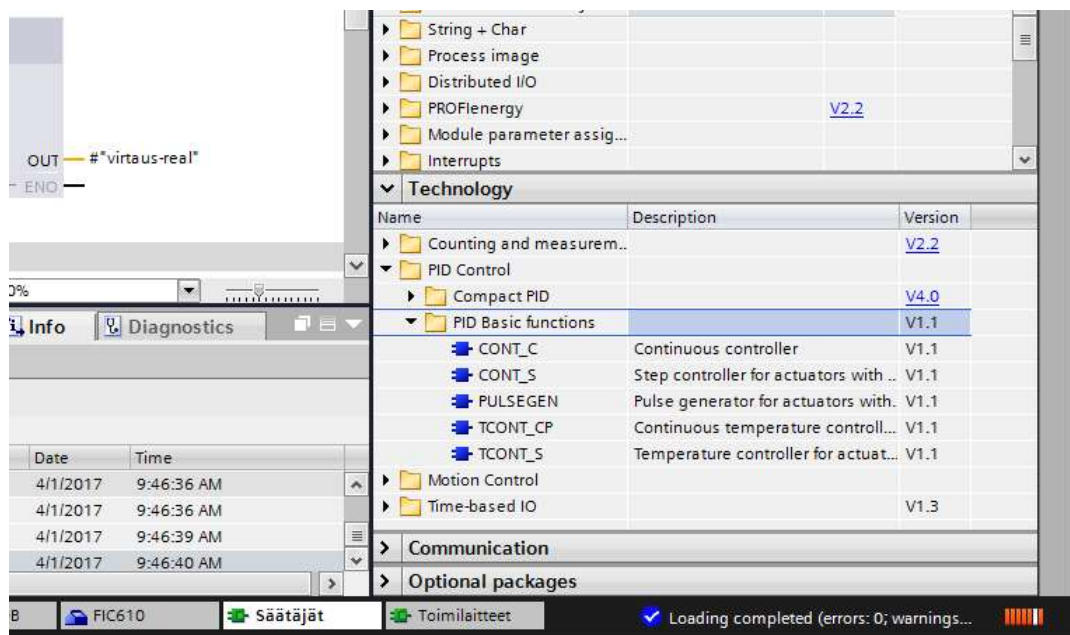 String + Char
Process image
Distributed I/O
PROFIenergy V2.2
Module parameter assig...
Interrupts
OUT #"virtaus-real"
ENO
Technology
Name Description Version
Counting and measurem.. V2.2
PID Control
Compact PID V4.0
PID Basic functions V1.1
CONT_C Continuous controller V1.1
CONT_S Step controller for actuators with .. V1.1
PULSEGEN Pulse generator for actuators with. V1.1
TCONT_CP Continuous temperature controll... V1.1
TCONT_S Temperature controller for actuat... V1.1
Motion Control
Time-based IO V1.3
Communication
Optional packages
0%
Info Diagnostics
Date Time
4/1/2017 9:46:36 AM
4/1/2017 9:46:36 AM
4/1/2017 9:46:39 AM
4/1/2017 9:46:40 AM
B FIC610 Säätäjät Toimilaitteet Loading completed (errors: 0; warnings...